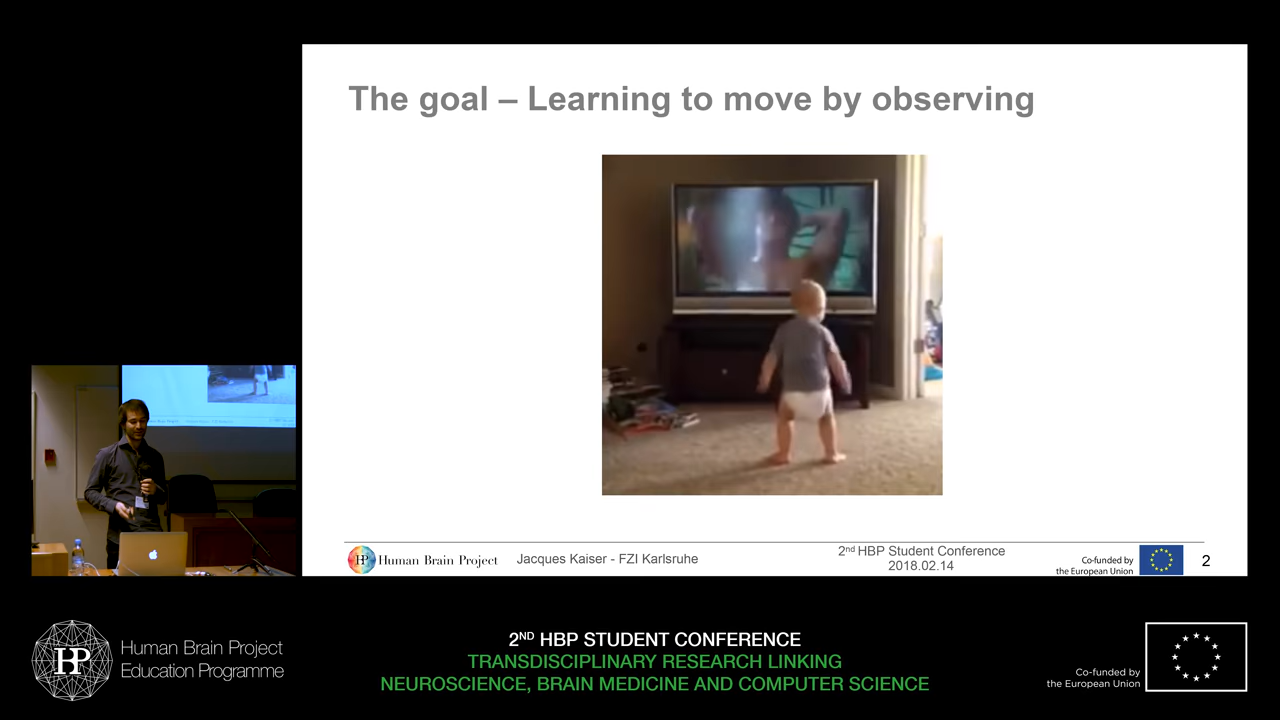 The goal – Learning to move by observing
HP Human Brain Project
Jacques Kaiser - FZI Karlsruhe
2nd HBP Student Conference
2018.02.14
Co-funded by
the European Union
2
HP
Human Brain Project
Education Programme
2ND HBP STUDENT CONFERENCE
TRANSDISCIPLINARY RESEARCH LINKING
NEUROSCIENCE, BRAIN MEDICINE AND COMPUTER SCIENCE
Co-funded by
the European Union